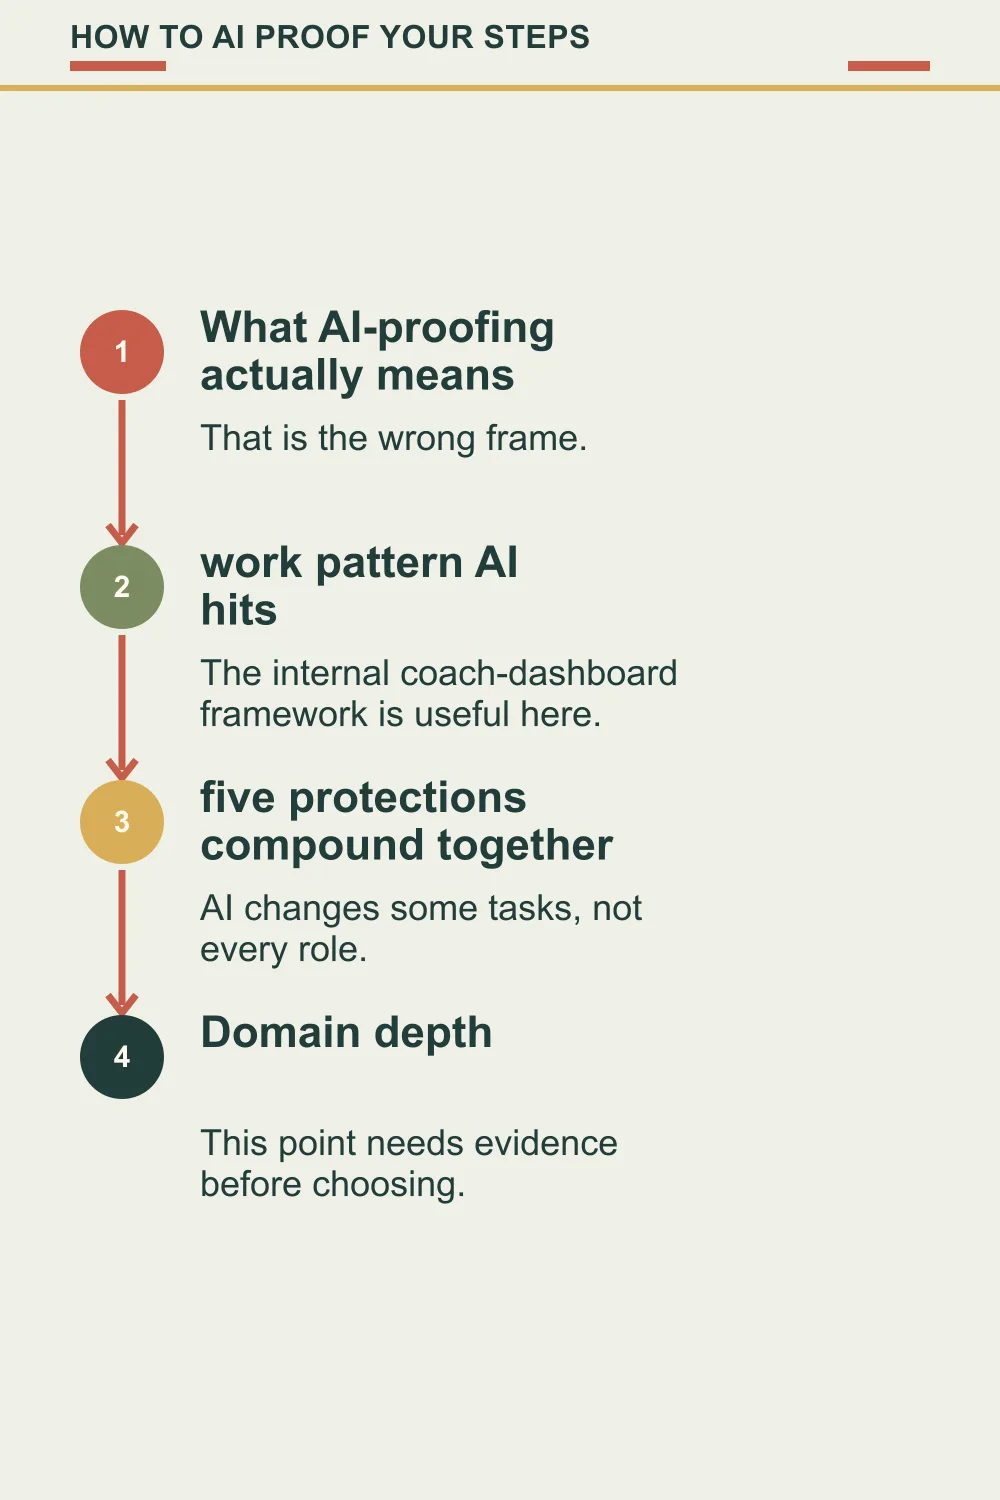 HOW TO AI PROOF YOUR STEPS
1
What AI-proofing
actually means
That is the wrong frame.
2
work pattern AI
hits
The internal coach-dashboard
framework is useful here.
3
five protections
compound together
AI changes some tasks, not
every role.
4
Domain depth
This point needs evidence
before choosing.